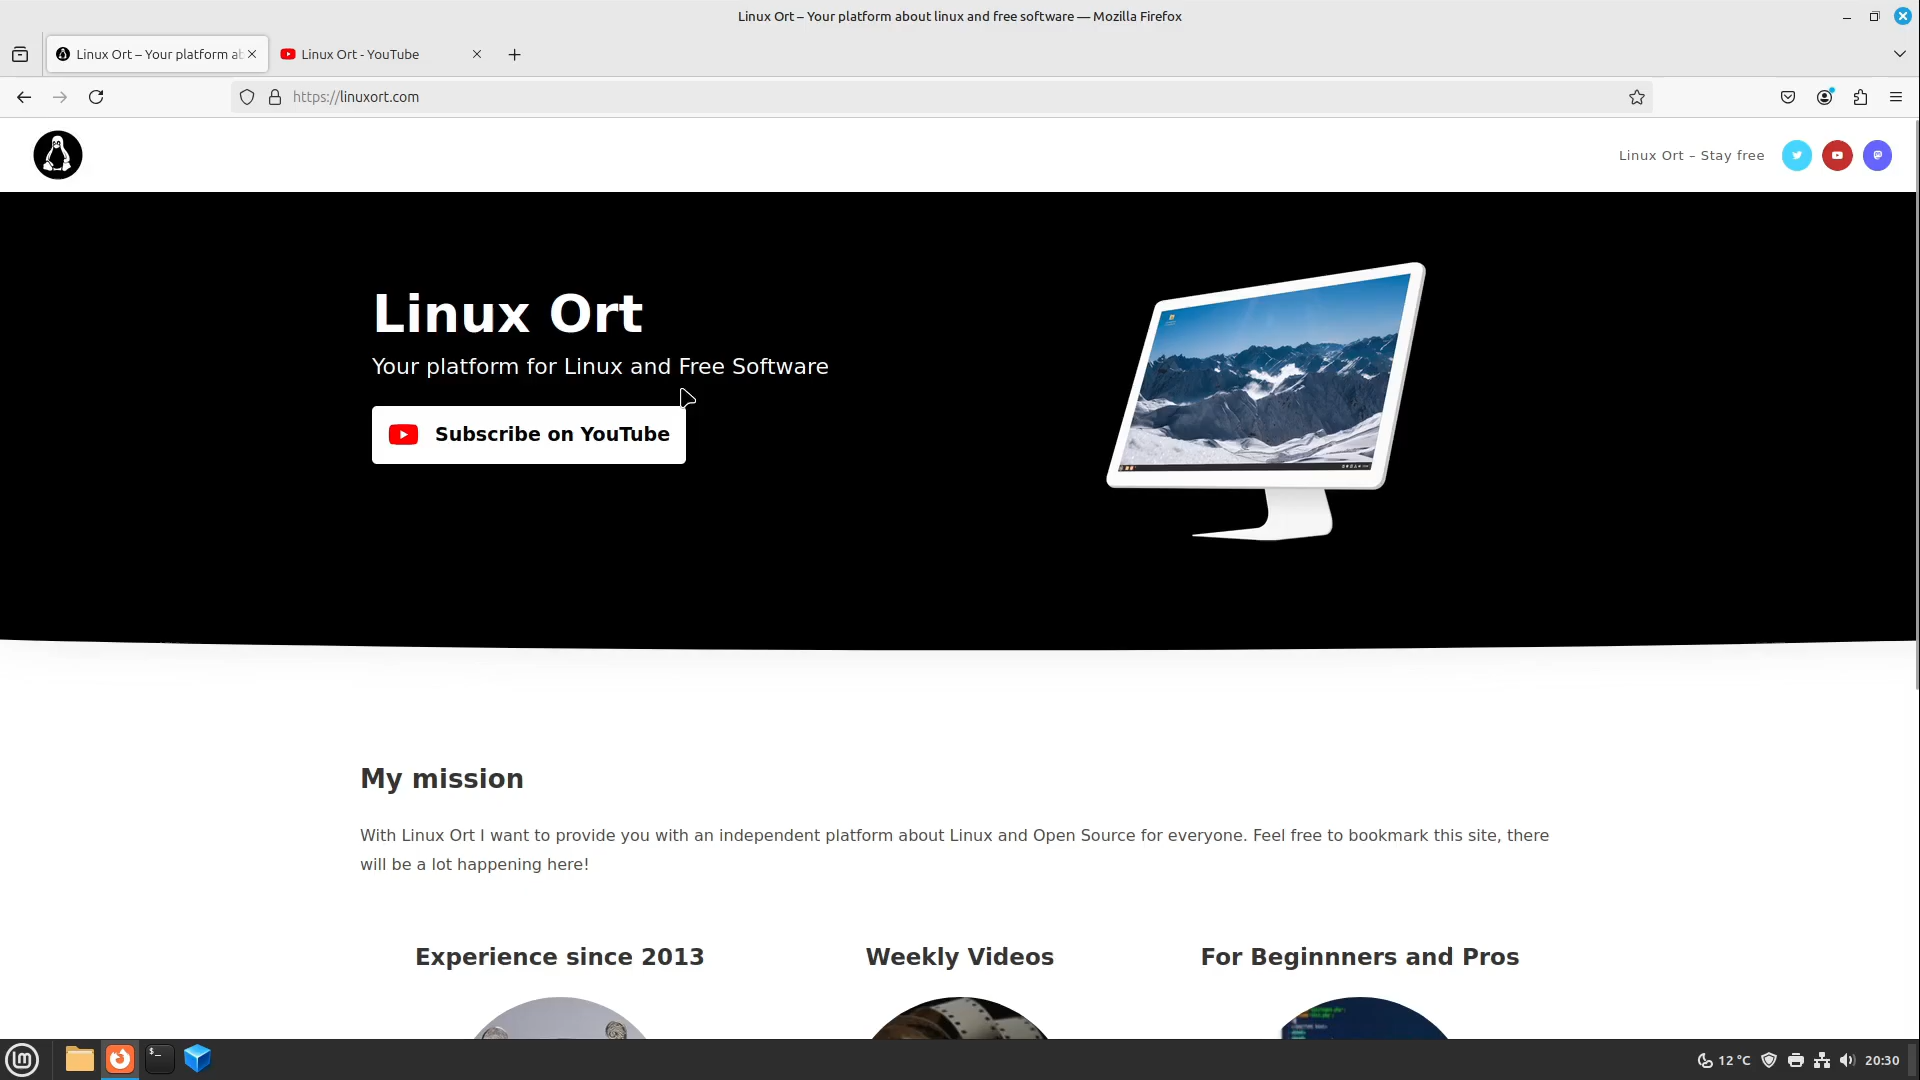 Linux Ort – Your platform about linux and free software — Mozilla Firefox
Linux Ort – Your platform ab
Linux Ort - YouTube
https://linuxort.com
Linux Ort – Stay free
Linux Ort
Your platform for Linux and Free Software
Subscribe on YouTube
My mission
With Linux Ort I want to provide you with an independent platform about Linux and Open Source for everyone. Feel free to bookmark this site, there
will be a lot happening here!
Experience since 2013
Weekly Videos
For Beginnners and Pros
12 °C
20:30